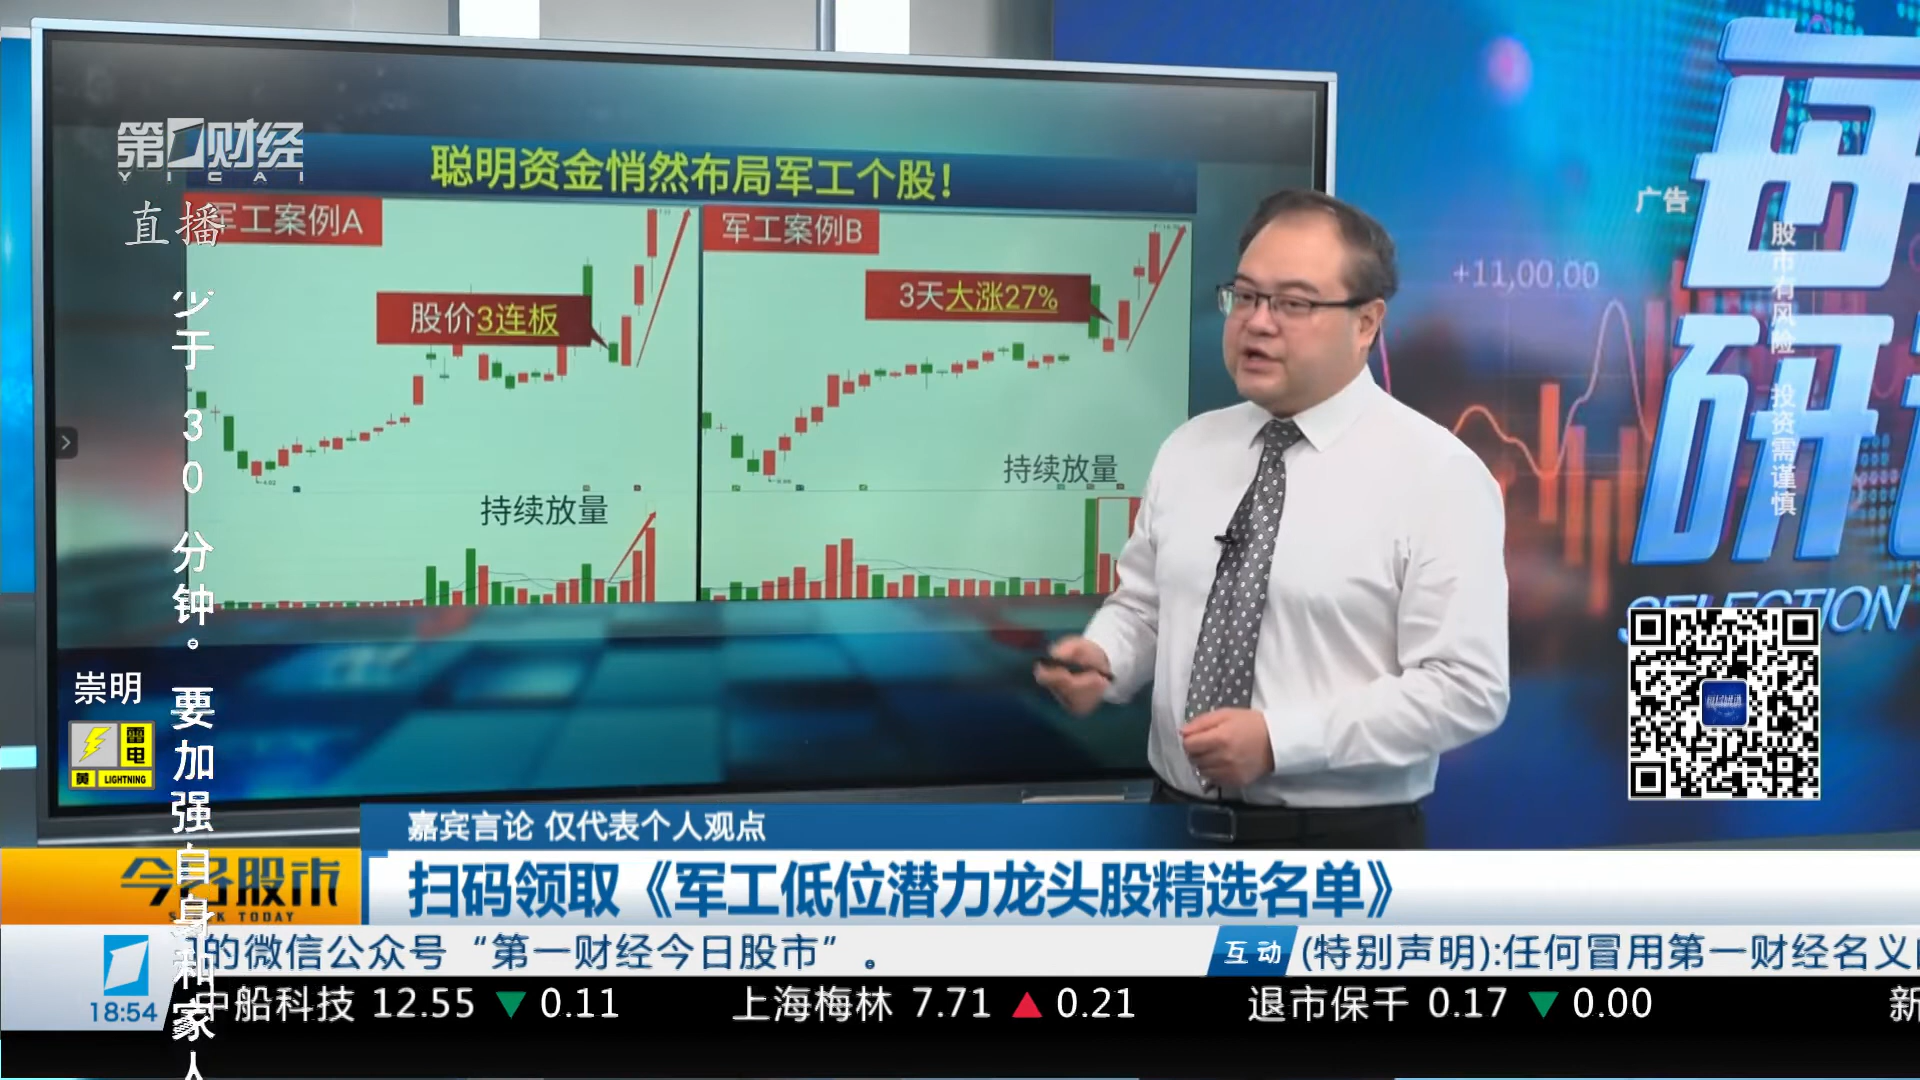 第一财经
YICAI
直播
聪明资金悄然布局军工个股！
军工案例A
股价3连板
持续放量
军工案例B
3天大涨27%
持续放量
广告
+11,00.00
股市有风险 投资需谨慎
每
研
SELECTION
少于30分钟。要加强自身和家人
崇明
雷电
黄 LIGHTNING
嘉宾言论 仅代表个人观点
今日股市
STOCK TODAY
扫码领取《军工低位潜力龙头股精选名单》
的微信公众号“第一财经今日股市”。
互动 (特别声明):任何冒用第一财经名义
18:54
中船科技 12.55 ▼ 0.11 上海梅林 7.71 ▲ 0.21 退市保千 0.17 ▼ 0.00 新